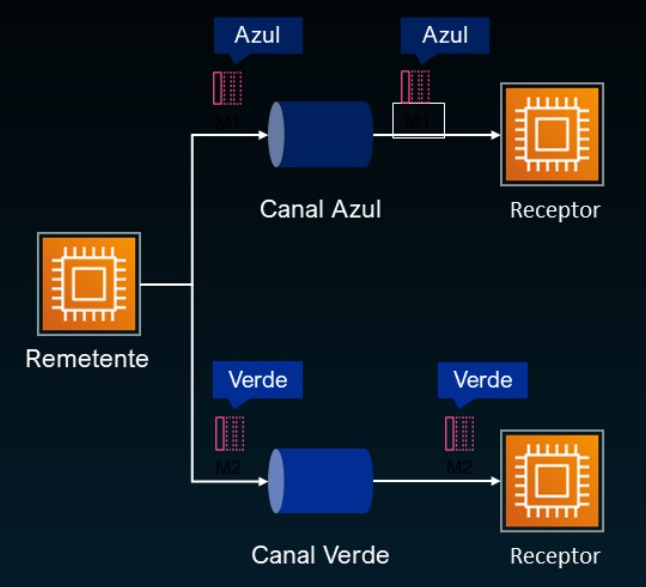 Azul
Azul
M1
M1
Canal Azul
Receptor
Remetente
Verde
Verde
M2
M2
Canal Verde
Receptor